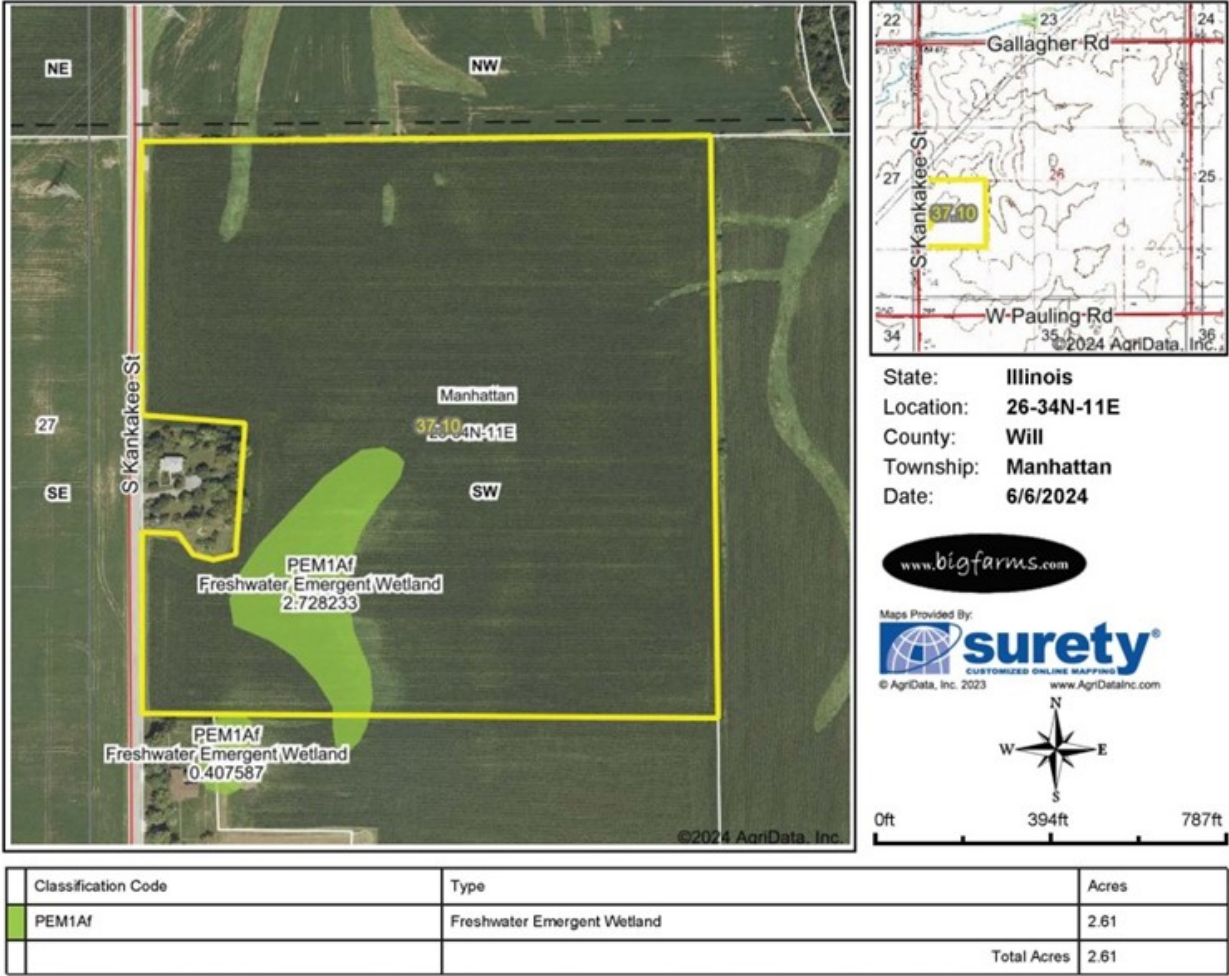 NE
NW
S Kankakee St
27
SE
Manhattan
37.10
26-34N-11E
SW
PEM1Af
Freshwater Emergent Wetland
2.728233
PEM1Af
Freshwater Emergent Wetland
0.407587
©2024 AgriData, Inc.
22
23
24
Gallagher Rd
S Kankakee St
27
26
25
37.10
W Pauling Rd
34
35
36
©2024 AgriData, Inc.
State: Illinois
Location: 26-34N-11E
County: Will
Township: Manhattan
Date: 6/6/2024
www.bigfarms.com
Maps Provided By:
surety®
CUSTOMIZED ONLINE MAPPING
© AgriData, Inc. 2023 www.AgriDataInc.com
N
W E
S
0ft 394ft 787ft
Classification Code Type Acres
PEM1Af Freshwater Emergent Wetland 2.61
Total Acres 2.61